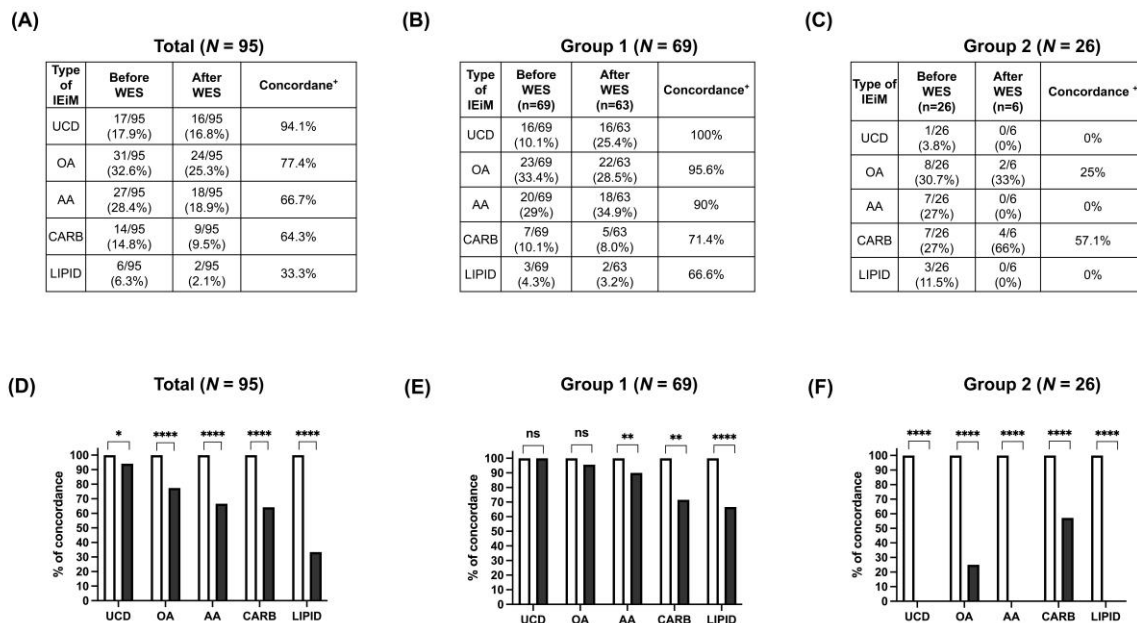 (A)
Total (N = 95)
Type of IEiM Before WES After WES Concordane+
UCD 17/95 (17.9%) 16/95 (16.8%) 94.1%
OA 31/95 (32.6%) 24/95 (25.3%) 77.4%
AA 27/95 (28.4%) 18/95 (18.9%) 66.7%
CARB 14/95 (14.8%) 9/95 (9.5%) 64.3%
LIPID 6/95 (6.3%) 2/95 (2.1%) 33.3%
(B)
Group 1 (N = 69)
Type of IEiM Before WES (n=69) After WES (n=63) Concordance+
UCD 16/69 (10.1%) 16/63 (25.4%) 100%
OA 23/69 (33.4%) 22/63 (28.5%) 95.6%
AA 20/69 (29%) 18/63 (34.9%) 90%
CARB 7/69 (10.1%) 5/63 (8.0%) 71.4%
LIPID 3/69 (4.3%) 2/63 (3.2%) 66.6%
(C)
Group 2 (N = 26)
Type of IEiM Before WES (n=26) After WES (n=6) Concordance +
UCD 1/26 (3.8%) 0/6 (0%) 0%
OA 8/26 (30.7%) 2/6 (33%) 25%
AA 7/26 (27%) 0/6 (0%) 0%
CARB 7/26 (27%) 4/6 (66%) 57.1%
LIPID 3/26 (11.5%) 0/6 (0%) 0%
(D)
Total (N = 95)
* **** **** **** ****
% of concordance
100
90
80
70
60
50
40
30
20
10
0
UCD OA AA CARB LIPID
(E)
Group 1 (N = 69)
ns ns ** ** ****
% of concordance
100
90
80
70
60
50
40
30
20
10
0
UCD OA AA CARB LIPID
(F)
Group 2 (N = 26)
**** **** **** **** ****
% of concordance
100
90
80
70
60
50
40
30
20
10
0
UCD OA AA CARB LIPID